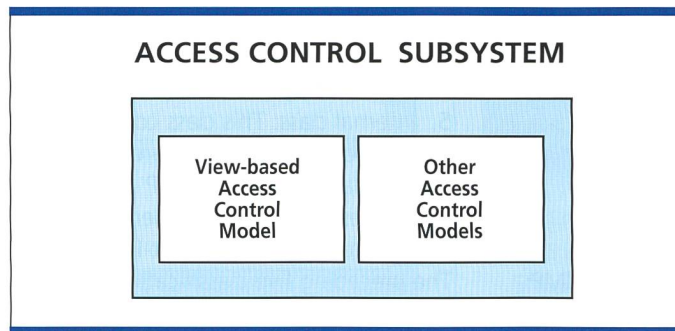 ACCESS CONTROL SUBSYSTEM
View-based
Access
Control
Model
Other
Access
Control
Models